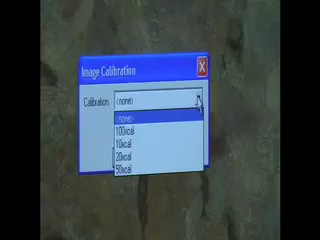 Image Calibration
Calibration: <none>
<none>
100xcal
10xcal
20xcal
50xcal